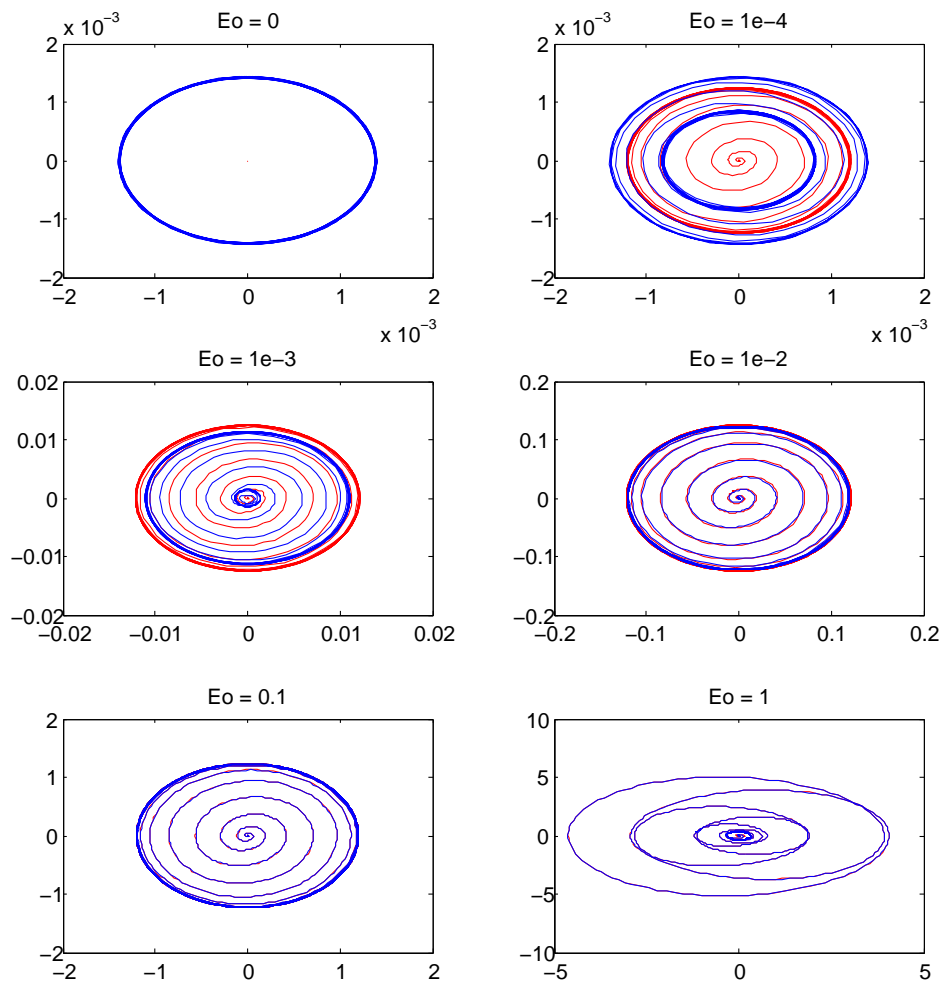 x 10⁻³ Eo = 0
2
1
0
−1
−2
−2 −1 0 1 2
x 10⁻³
x 10⁻³ Eo = 1e−4
2
1
0
−1
−2
−2 −1 0 1 2
x 10⁻³
Eo = 1e−3
0.02
0.01
0
−0.01
−0.02
−0.02 −0.01 0 0.01 0.02
Eo = 1e−2
0.2
0.1
0
−0.1
−0.2
−0.2 −0.1 0 0.1 0.2
Eo = 0.1
2
1
0
−1
−2
−2 −1 0 1 2
Eo = 1
10
5
0
−5
−10
−5 0 5